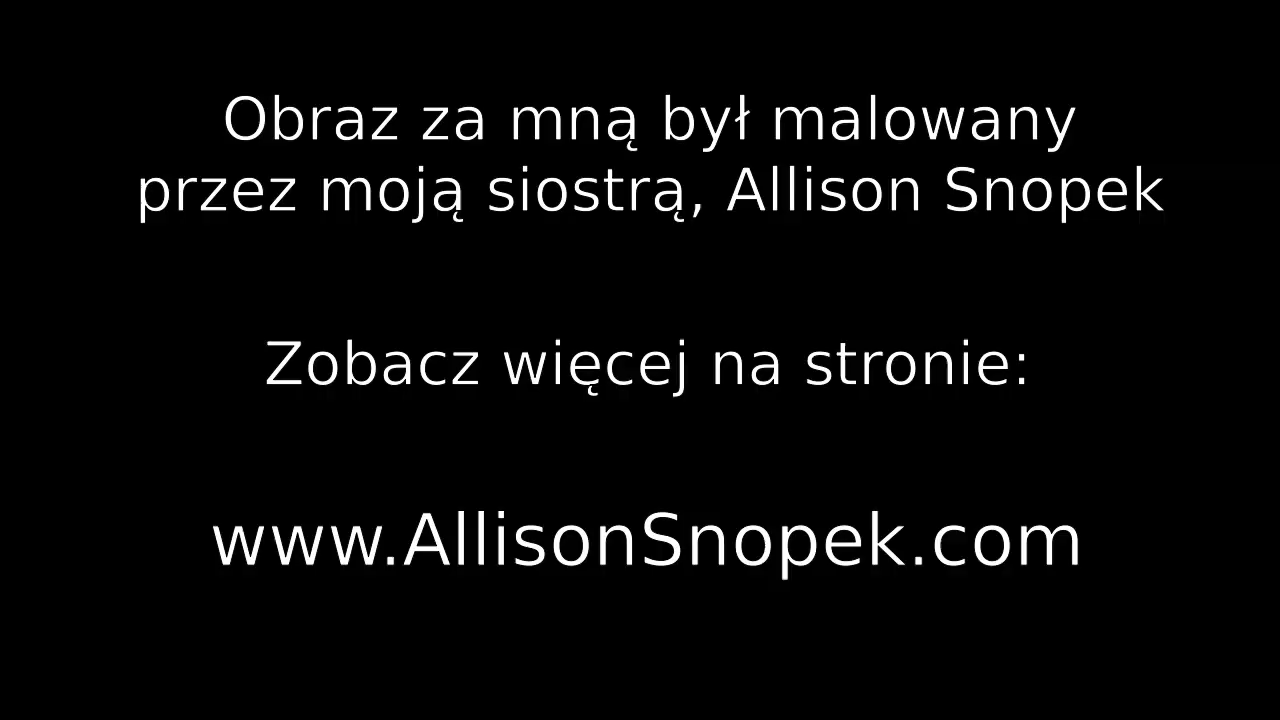 Obraz za mną był malowany
przez moją siostrą, Allison Snopek
Zobacz więcej na stronie:
www.AllisonSnopek.com